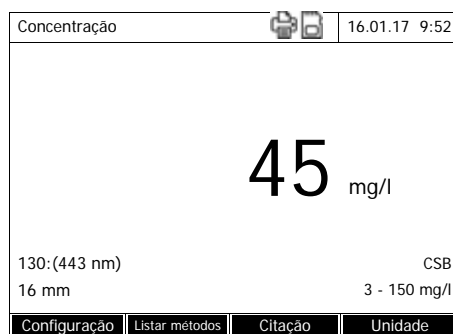 Concentração 16.01.17 9:52
45 mg/l
130:(443 nm) CSB
16 mm 3 - 150 mg/l
Configuração Listar métodos Citação Unidade